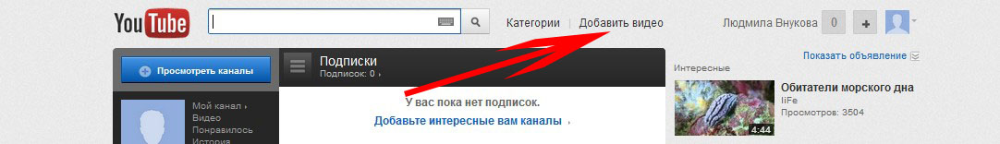 YouTube
Категории | Добавить видео
Людмила Внукова 0 +
Просмотреть каналы
Мой канал ›
Видео
Понравилось
История
Подписки
Подписок: 0 ›
У вас пока нет подписок.
Добавьте интересные вам каналы ›
Показать объявление
Интересные
4:44
Обитатели морского дна
liFe
Просмотров: 3504